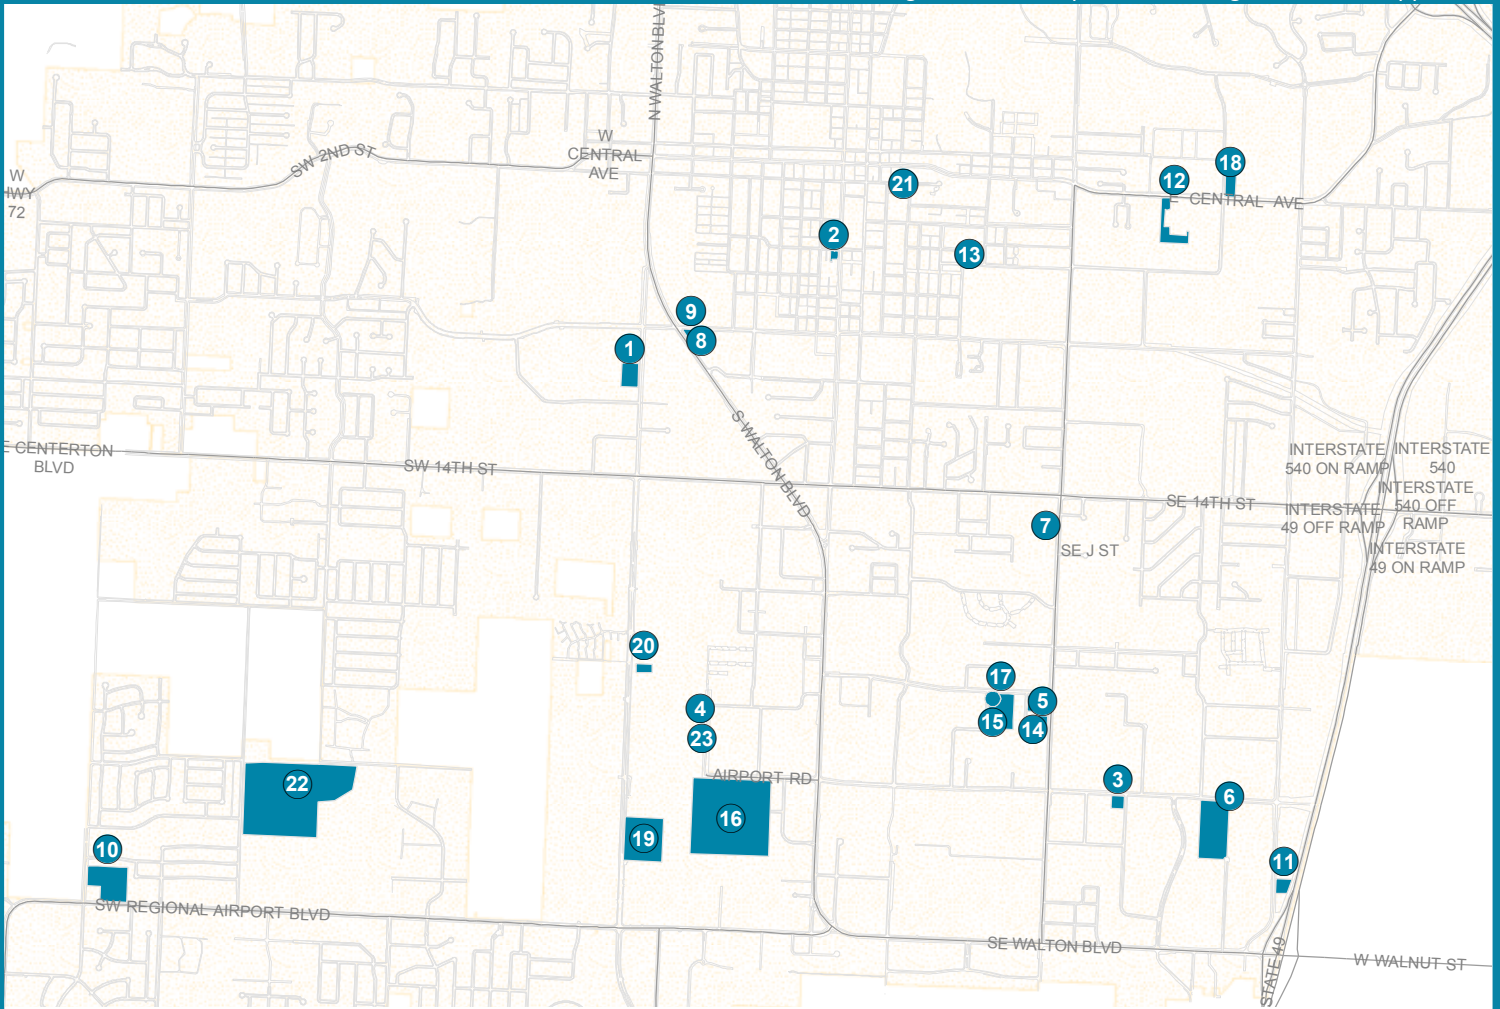 N WALTON BLVD
SW 2ND ST
W
CENTRAL
AVE
W
HWY
72
18
12
E CENTRAL AVE
21
2
13
9
8
1
S WALTON BLVD
E CENTERTON
BLVD
SW 14TH ST
INTERSTATE
540 ON RAMP
INTERSTATE
540
INTERSTATE
540 OFF
RAMP
SE 14TH ST
INTERSTATE
49 OFF RAMP
INTERSTATE
49 ON RAMP
7
SE J ST
20
17
4
5
15
14
23
AIRPORT RD
3
22
6
16
19
10
11
SW REGIONAL AIRPORT BLVD
SE WALTON BLVD
STATE 49
W WALNUT ST